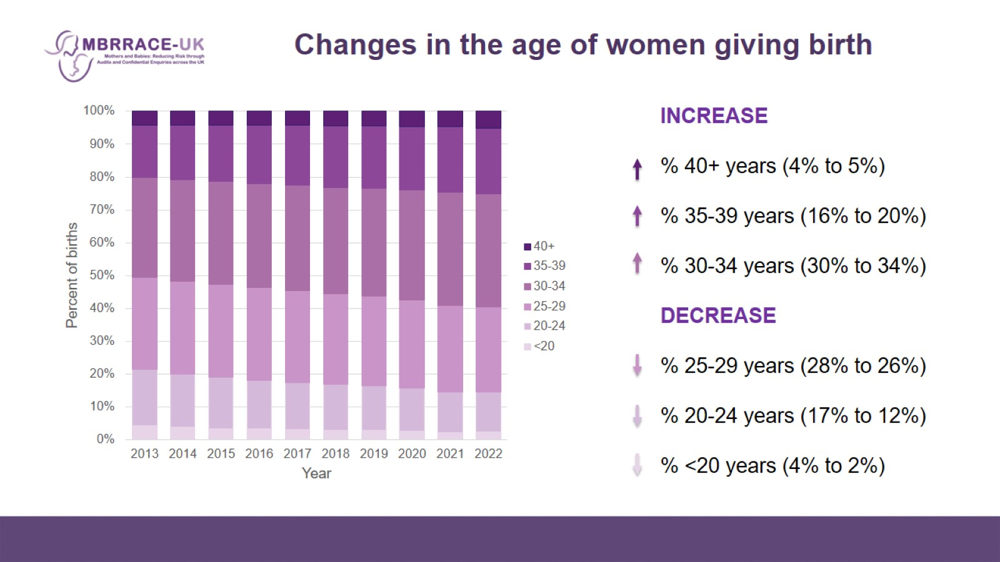 MBRRACE-UK
Mothers and Babies: Reducing Risk through
Audits and Confidential Enquiries across the UK
Changes in the age of women giving birth
100%
90%
80%
70%
60%
50%
40%
30%
20%
10%
0%
Percent of births
2013 2014 2015 2016 2017 2018 2019 2020 2021 2022
Year
40+
35-39
30-34
25-29
20-24
<20
INCREASE
% 40+ years (4% to 5%)
% 35-39 years (16% to 20%)
% 30-34 years (30% to 34%)
DECREASE
% 25-29 years (28% to 26%)
% 20-24 years (17% to 12%)
% <20 years (4% to 2%)